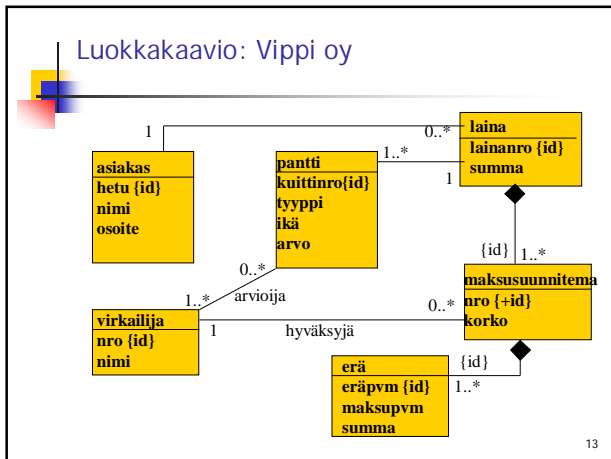 Luokkakaavio: Vippi oy
1
0..*
laina
lainanro {id}
summa
asiakas
hetu {id}
nimi
osoite
pantti
kuittinro{id}
tyyppi
ikä
arvo
1..*
1
{id}
1..*
0..*
1..*
arvioija
maksusuunnitema
nro {+id}
korko
virkailija
nro {id}
nimi
1
hyväksyjä
0..*
{id}
1..*
erä
eräpvm {id}
maksupvm
summa
13